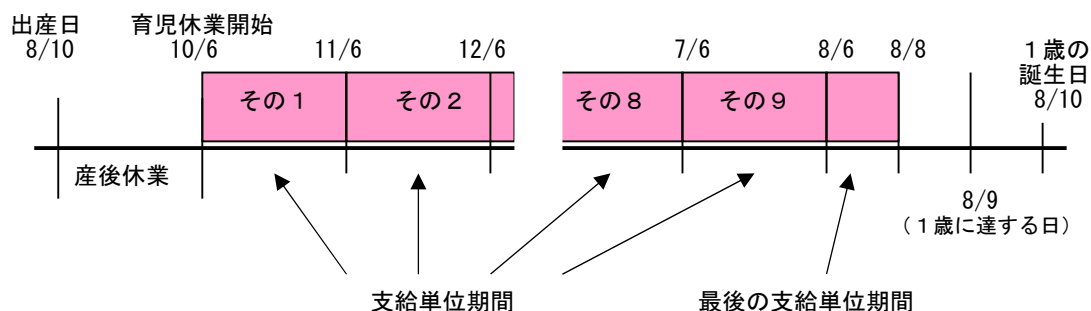 出産日
8/10
育児休業開始
10/6
11/6
12/6
7/6
8/6
8/8
1歳の
誕生日
8/10
その1
その2
その8
その9
産後休業
8/9
(1歳に達する日)
支給単位期間
最後の支給単位期間